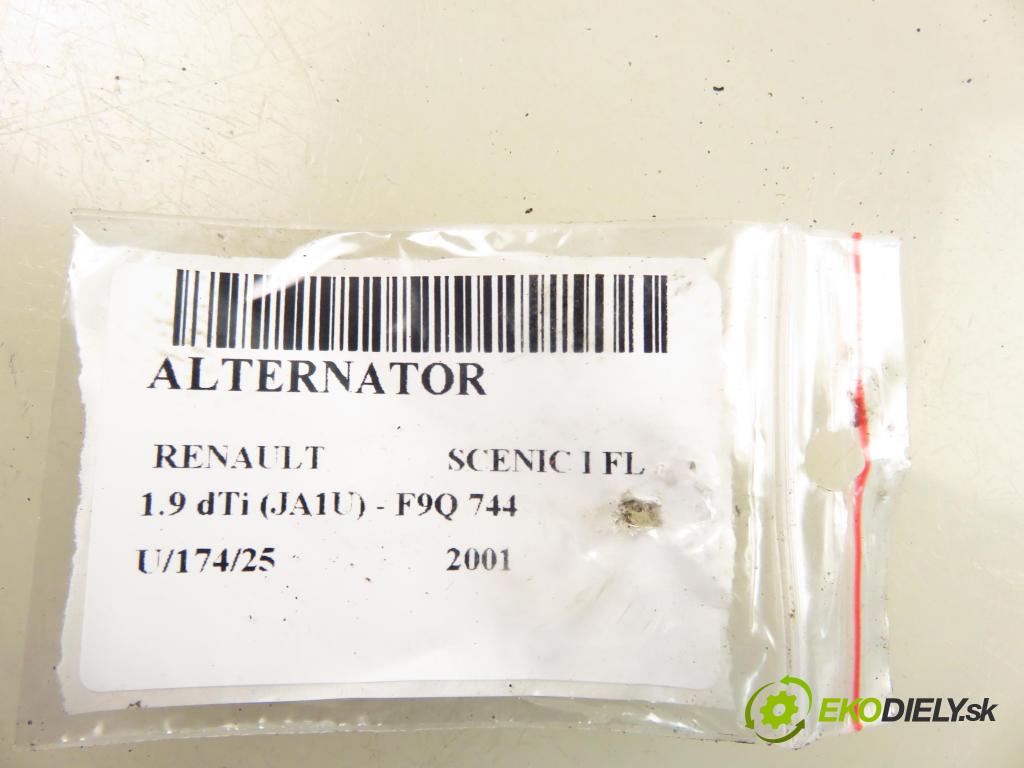 ALTERNATOR
RENAULT SCENIC I FL
1.9 dTi (JA1U) - F9Q 744
U/174/25 2001
EKODIELY.sk